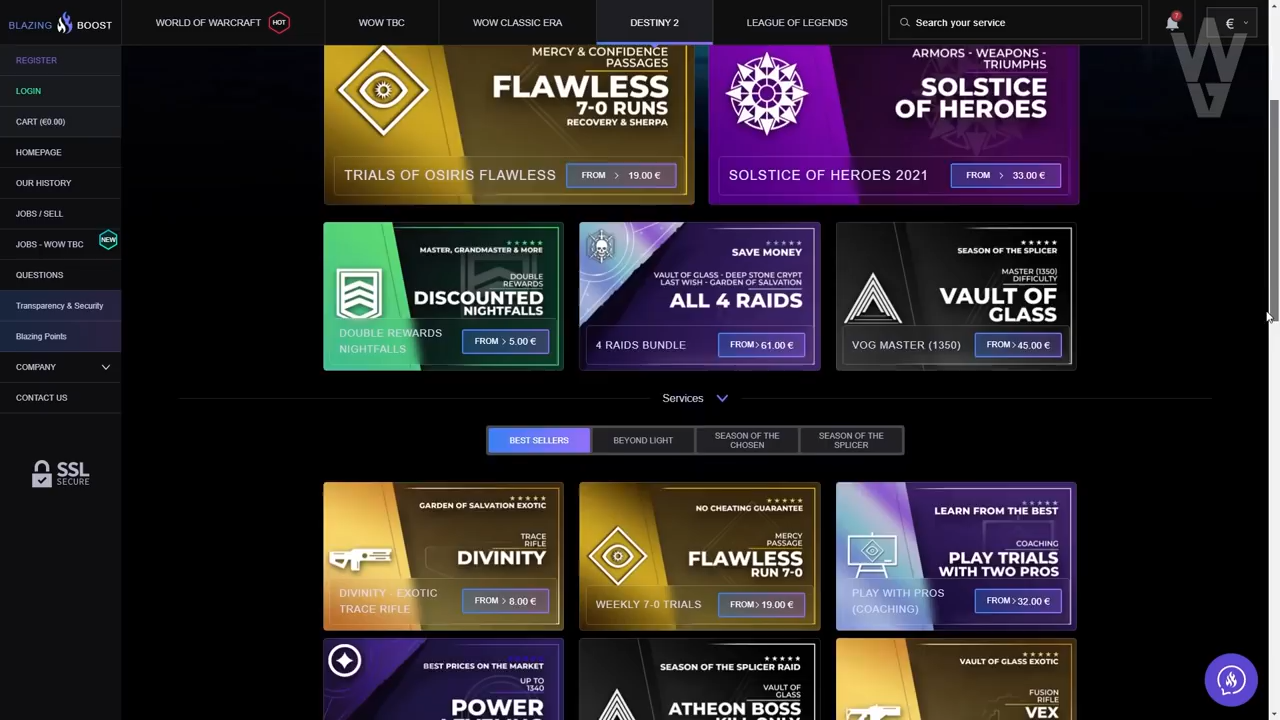 BLAZING BOOST
WORLD OF WARCRAFT HOT
WOW TBC
WOW CLASSIC ERA
DESTINY 2
LEAGUE OF LEGENDS
Search your service
7
€
W
G
REGISTER
LOGIN
CART (€0.00)
HOMEPAGE
OUR HISTORY
JOBS / SELL
JOBS - WOW TBC NEW
QUESTIONS
Transparency & Security
Blazing Points
COMPANY
CONTACT US
SSL
SECURE
MERCY & CONFIDENCE
PASSAGES
FLAWLESS
7-0 RUNS
RECOVERY & SHERPA
TRIALS OF OSIRIS FLAWLESS
FROM > 19.00 €
ARMORS - WEAPONS -
TRIUMPHS
SOLSTICE
OF HEROES
SOLSTICE OF HEROES 2021
FROM > 33.00 €
MASTER, GRANDMASTER & MORE
DOUBLE
REWARDS
DISCOUNTED
NIGHTFALLS
DOUBLE REWARDS
NIGHTFALLS
FROM > 5.00 €
SAVE MONEY
VAULT OF GLASS - DEEP STONE CRYPT
LAST WISH - GARDEN OF SALVATION
ALL 4 RAIDS
4 RAIDS BUNDLE
FROM > 61.00 €
SEASON OF THE SPLICER
MASTER (1350)
DIFFICULTY
VAULT OF
GLASS
VOG MASTER (1350)
FROM > 45.00 €
Services
BEST SELLERS
BEYOND LIGHT
SEASON OF THE
CHOSEN
SEASON OF THE
SPLICER
GARDEN OF SALVATION EXOTIC
TRACE
RIFLE
DIVINITY
DIVINITY - EXOTIC
TRACE RIFLE
FROM > 8.00 €
NO CHEATING GUARANTEE
MERCY
PASSAGE
FLAWLESS
RUN 7-0
WEEKLY 7-0 TRIALS
FROM > 19.00 €
LEARN FROM THE BEST
COACHING
PLAY TRIALS
WITH TWO PROS
PLAY WITH PROS
(COACHING)
FROM > 32.00 €
BEST PRICES ON THE MARKET
UP TO
1340
POWER
LEVELING
SEASON OF THE SPLICER RAID
VAULT OF
GLASS
ATHEON BOSS
KILL ONLY
VAULT OF GLASS EXOTIC
FUSION
RIFLE
VEX